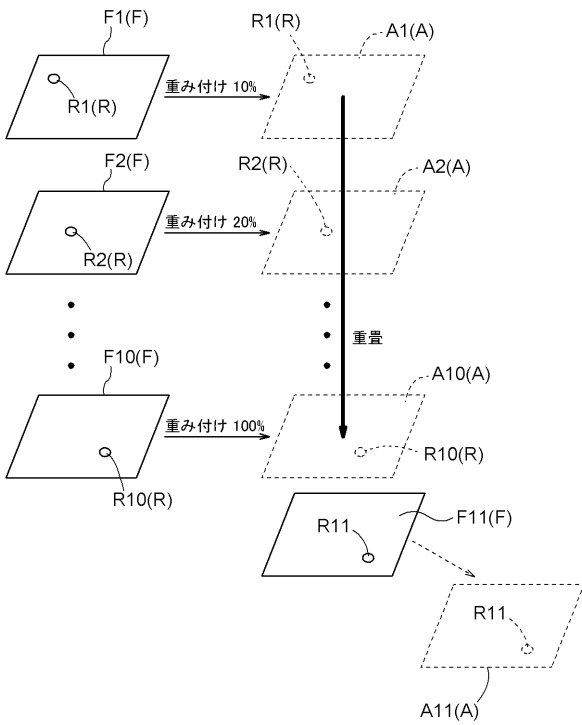 F1(F)
R1(R)
A1(A)
重み付け 10%
R1(R)
F2(F)
R2(R)
A2(A)
重み付け 20%
R2(R)
重畳
F10(F)
A10(A)
重み付け 100%
R10(R)
R10(R)
R11
F11(F)
R11
A11(A)